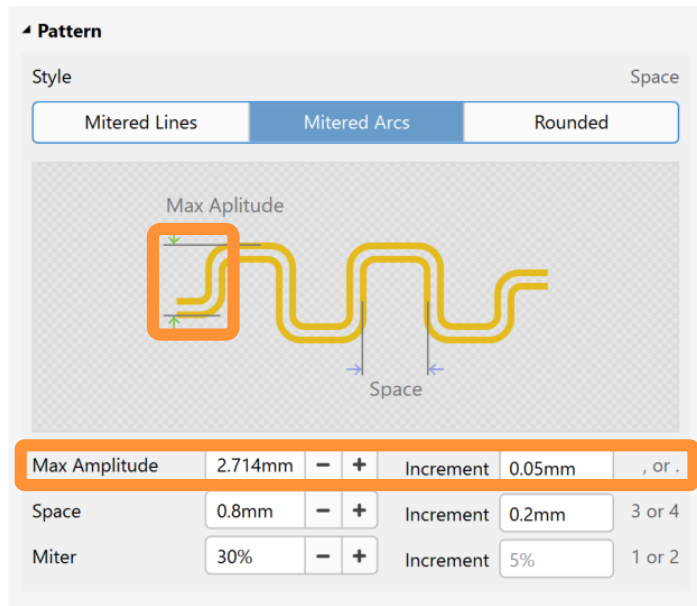 Pattern
Style Space
Mitered Lines Mitered Arcs Rounded
Max Aplitude
Space
Max Amplitude 2.714mm − + Increment 0.05mm , or .
Space 0.8mm − + Increment 0.2mm 3 or 4
Miter 30% − + Increment 5% 1 or 2